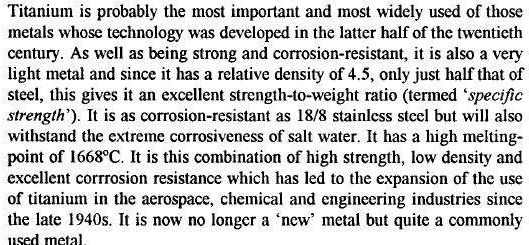 Titanium is probably the most important and most widely used of those
metals whose technology was developed in the latter half of the twentieth
century. As well as being strong and corrosion-resistant, it is also a very
light metal and since it has a relative density of 4.5, only just half that of
steel, this gives it an excellent strength-to-weight ratio (termed ‘specific
strength’). It is as corrosion-resistant as 18/8 stainless steel but will also
withstand the extreme corrosiveness of salt water. It has a high melting-
point of 1668°C. It is this combination of high strength, low density and
excellent corrrosion resistance which has led to the expansion of the use
of titanium in the aerospace, chemical and engineering industries since
the late 1940s. It is now no longer a ‘new’ metal but quite a commonly
used metal.